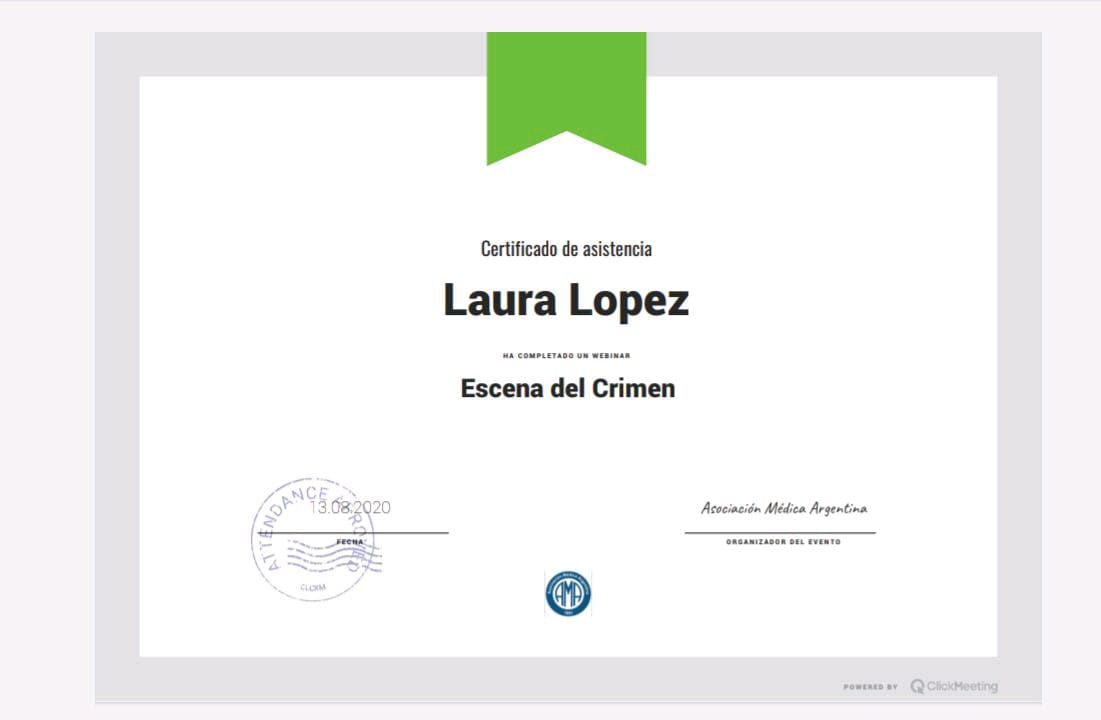 Certificado de asistencia
Laura Lopez
HA COMPLETADO UN WEBINAR
Escena del Crimen
ATTENDANCE APPROVED
13.08.2020
FECHA
Asociación Médica Argentina
ORGANIZADOR DEL EVENTO
AMA
POWERED BY ClickMeeting